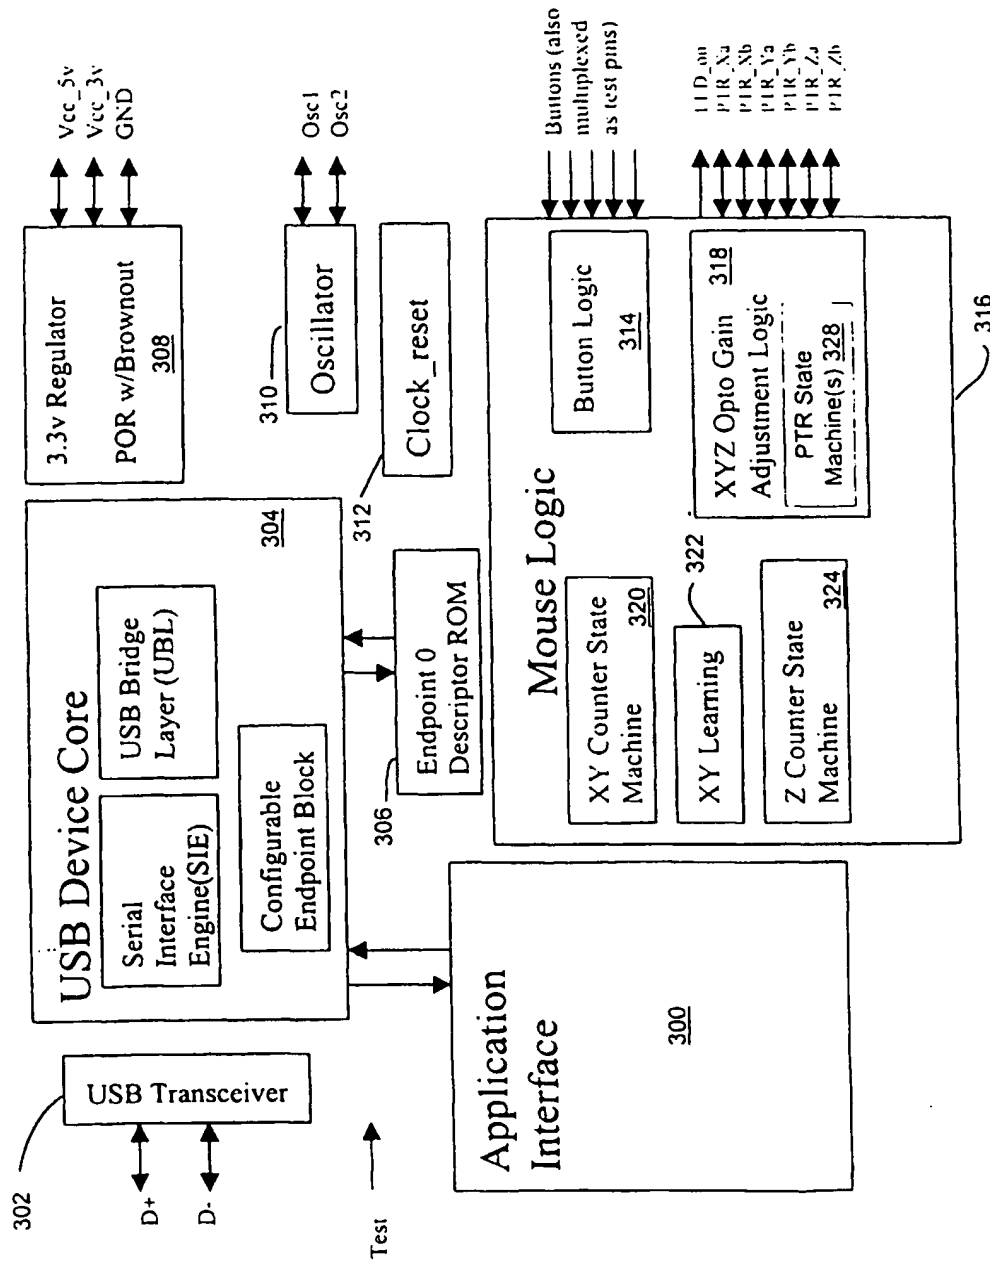 302
USB Transceiver
D+
D-
Test
USB Device Core
304
Serial
Interface
Engine(SIE)
USB Bridge
Layer (UBL)
Configurable
Endpoint Block
3.3v Regulator
POR w/Brownout
308
Vcc_5v
Vcc_3v
GND
310
Oscillator
Osc1
Osc2
312
Clock_reset
306
Endpoint 0
Descriptor ROM
Application
Interface
300
Mouse Logic
XY Counter State
Machine
320
322
XY Learning
Z Counter State
Machine
324
Button Logic
314
Buttons (also
multiplexed
as test pins)
XYZ Opto Gain
Adjustment Logic
318
PTR State
Machine(s) 328
LED_on
PTR_Xa
PTR_Xb
PTR_Ya
PTR_Yb
PTR_Za
PTR_Zb
316